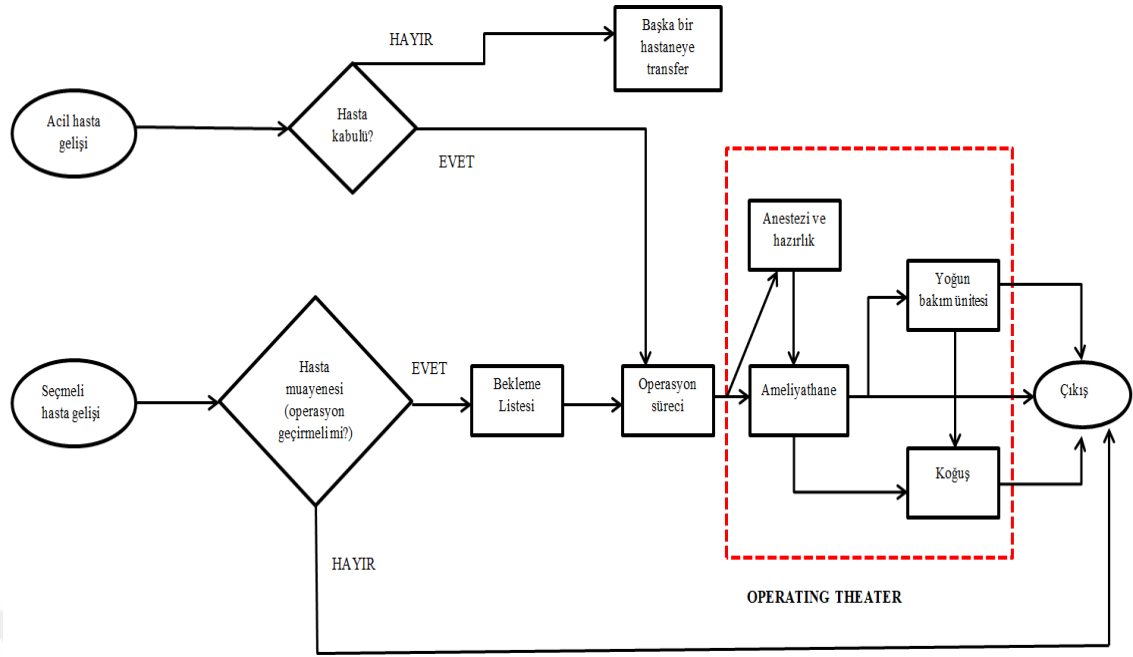 HAYIR
Başka bir
hastaneye
transfer
Acil hasta
gelişi
Hasta
kabulü?
EVET
Anestezi ve
hazırlık
Yoğun
bakım ünitesi
Seçmeli
hasta gelişi
Hasta
muayenesi
(operasyon
geçirmeli mi?)
EVET
Bekleme
Listesi
Operasyon
süreci
Ameliyathane
Çıkış
Koğuş
HAYIR
OPERATING THEATER